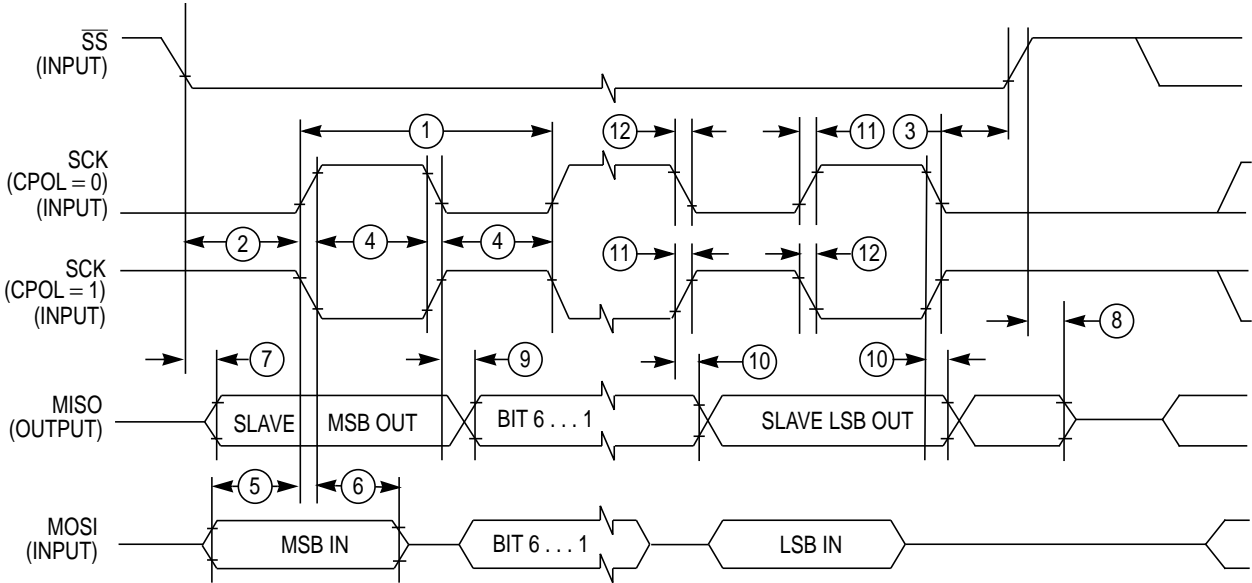 SS
(INPUT)
1
12
11
3
SCK
(CPOL = 0)
(INPUT)
2
4
4
11
12
SCK
(CPOL = 1)
(INPUT)
8
7
9
10
10
MISO
(OUTPUT)
SLAVE
MSB OUT
BIT 6 . . . 1
SLAVE LSB OUT
5
6
MOSI
(INPUT)
MSB IN
BIT 6 . . . 1
LSB IN